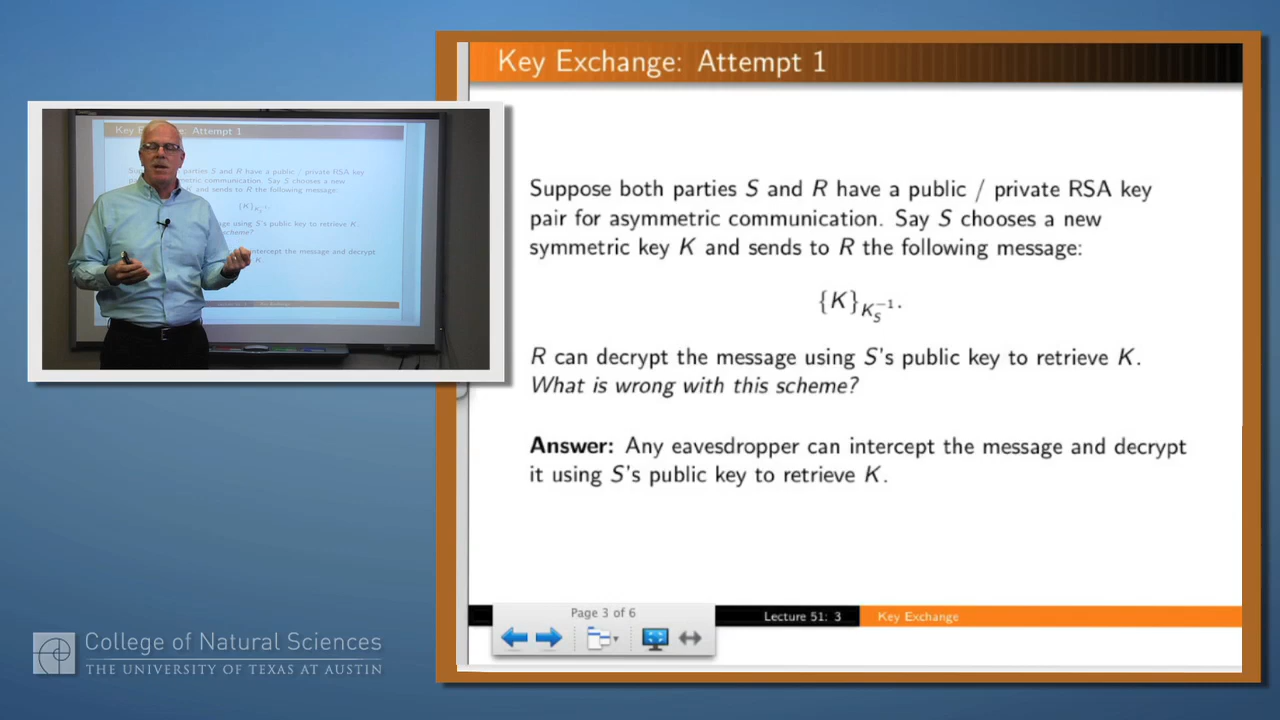 Key Exchange: Attempt 1
Suppose both parties S and R have a public / private RSA key
pair for asymmetric communication. Say S chooses a new
symmetric key K and sends to R the following message:
{K}_{K_S^{-1}}.
R can decrypt the message using S's public key to retrieve K.
What is wrong with this scheme?
Answer: Any eavesdropper can intercept the message and decrypt
it using S's public key to retrieve K.
Page 3 of 6
Lecture 51: 3
Key Exchange
Key Exchange: Attempt 1
College of Natural Sciences
THE UNIVERSITY OF TEXAS AT AUSTIN